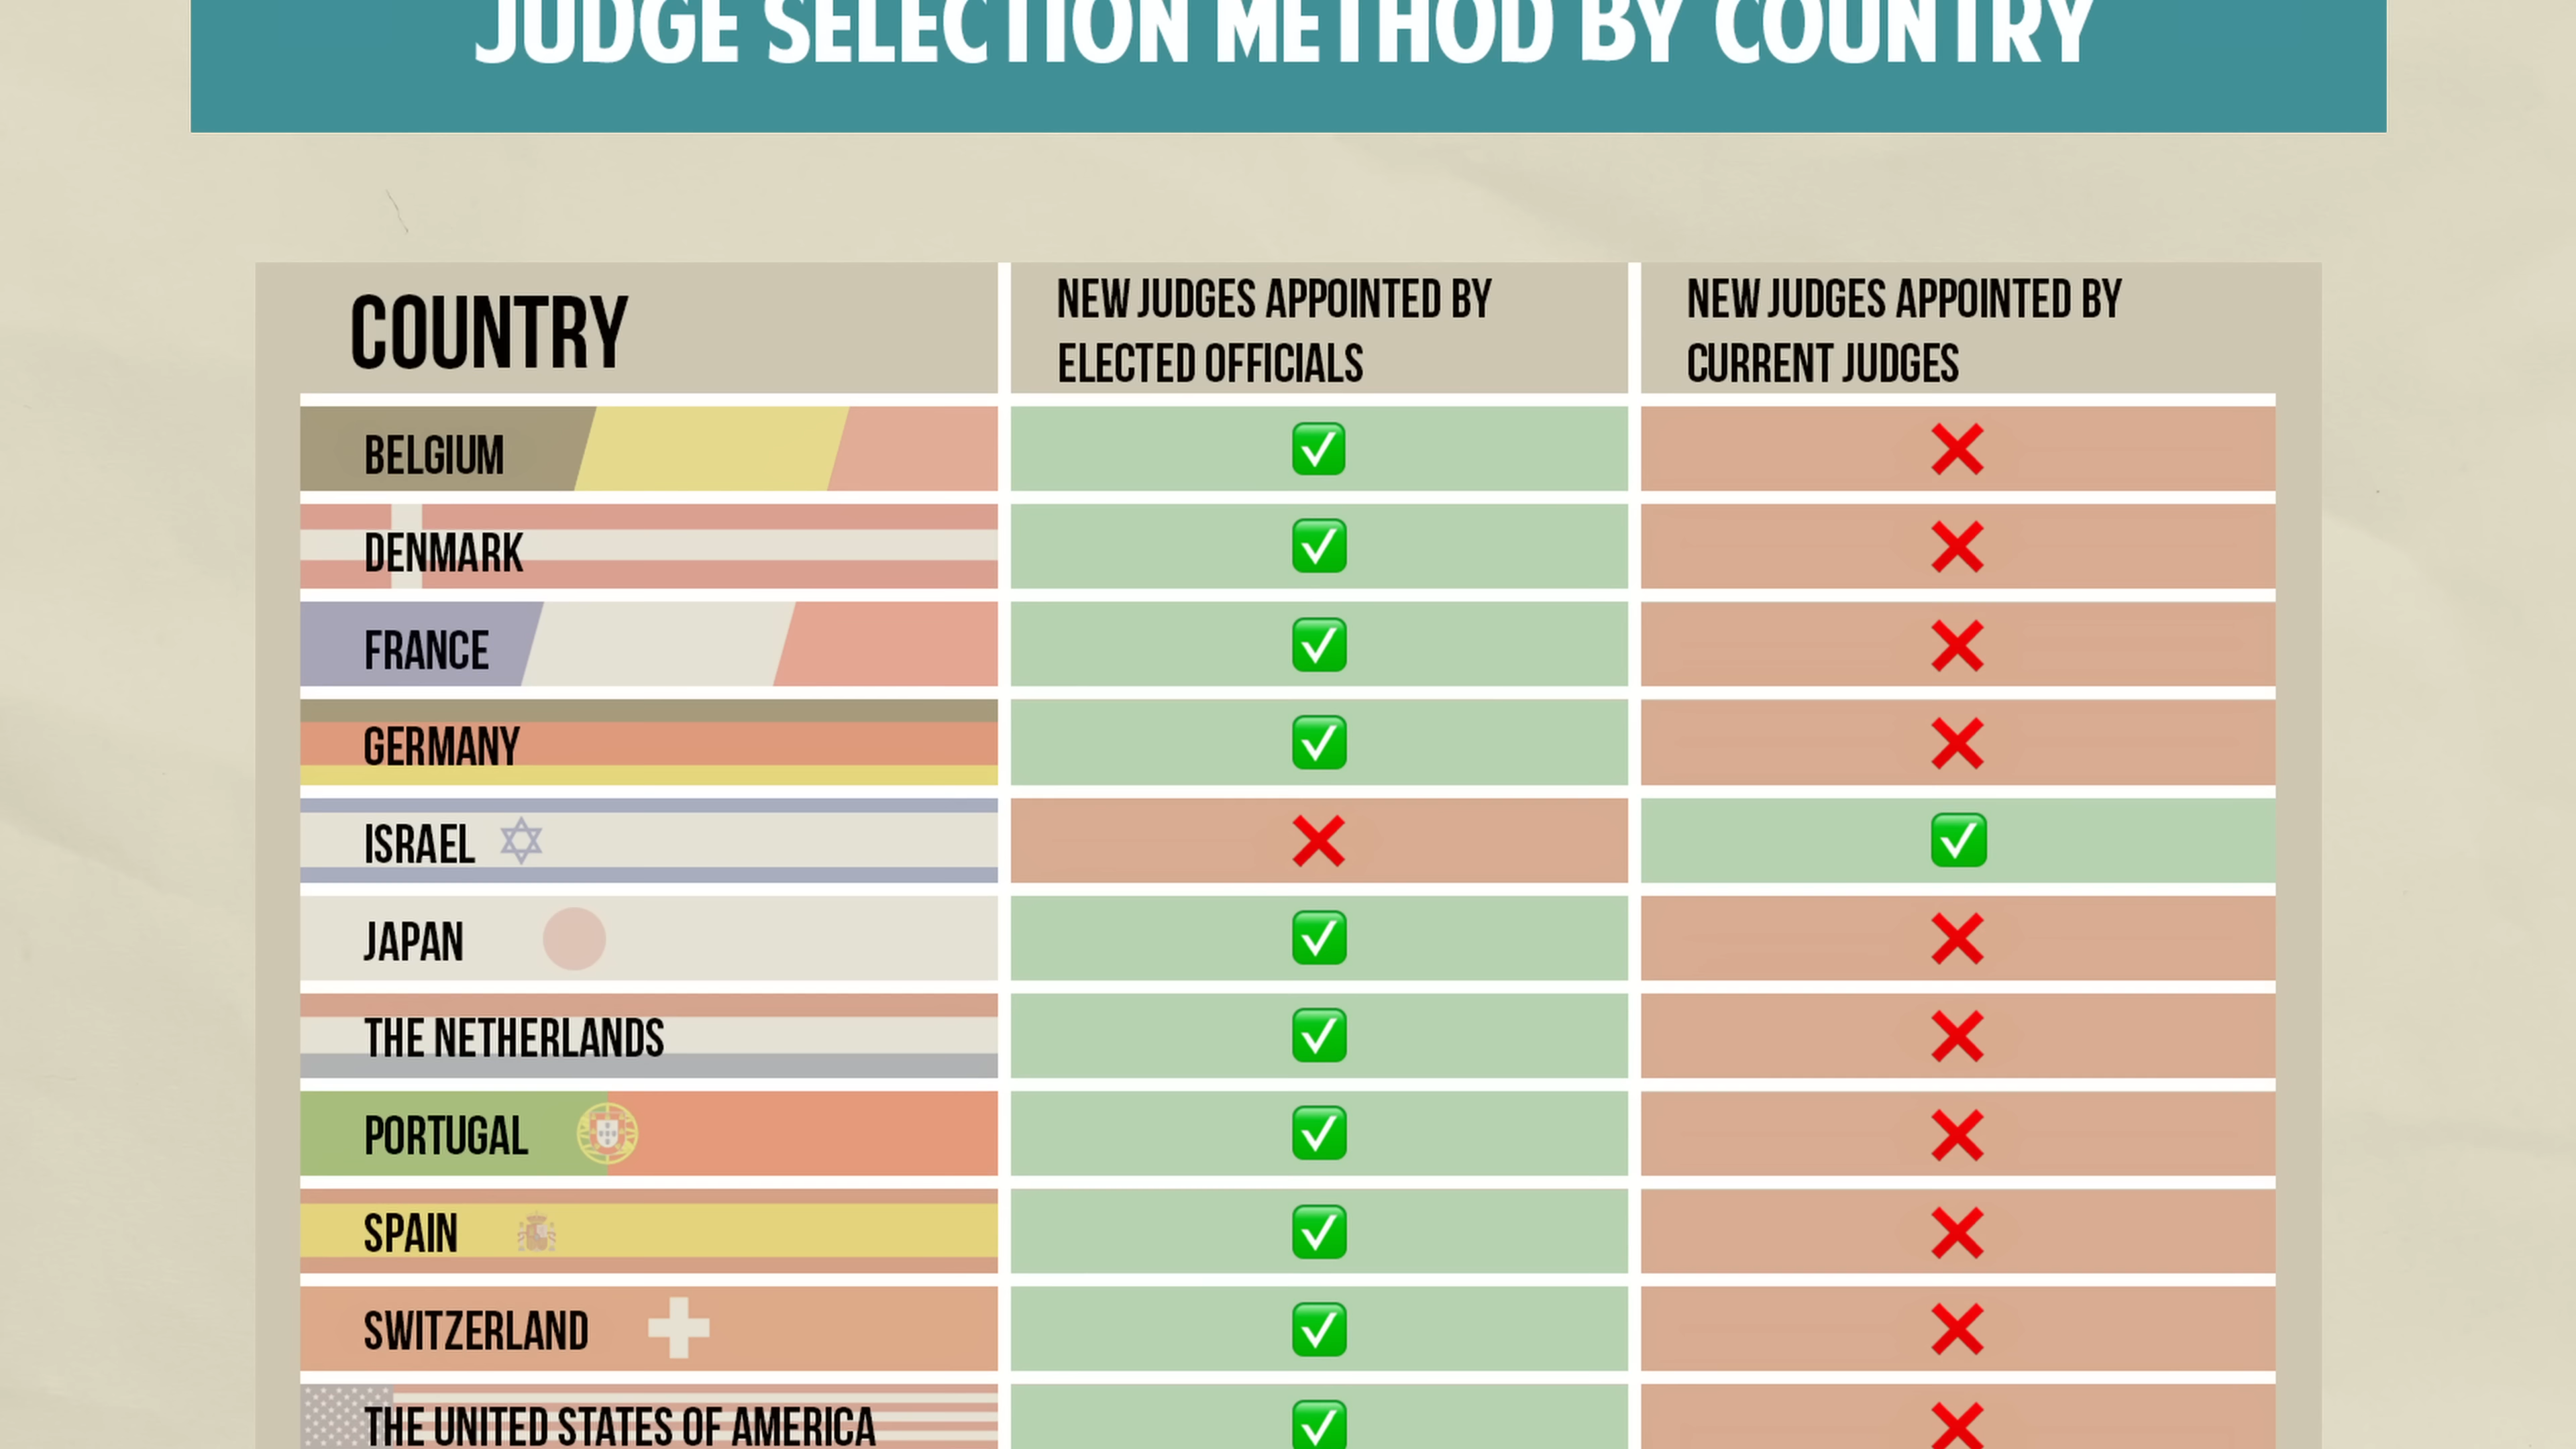 JUDGE SELECTION METHOD BY COUNTRY
COUNTRY
NEW JUDGES APPOINTED BY
ELECTED OFFICIALS
NEW JUDGES APPOINTED BY
CURRENT JUDGES
BELGIUM
DENMARK
FRANCE
GERMANY
ISRAEL
JAPAN
THE NETHERLANDS
PORTUGAL
SPAIN
SWITZERLAND
THE UNITED STATES OF AMERICA